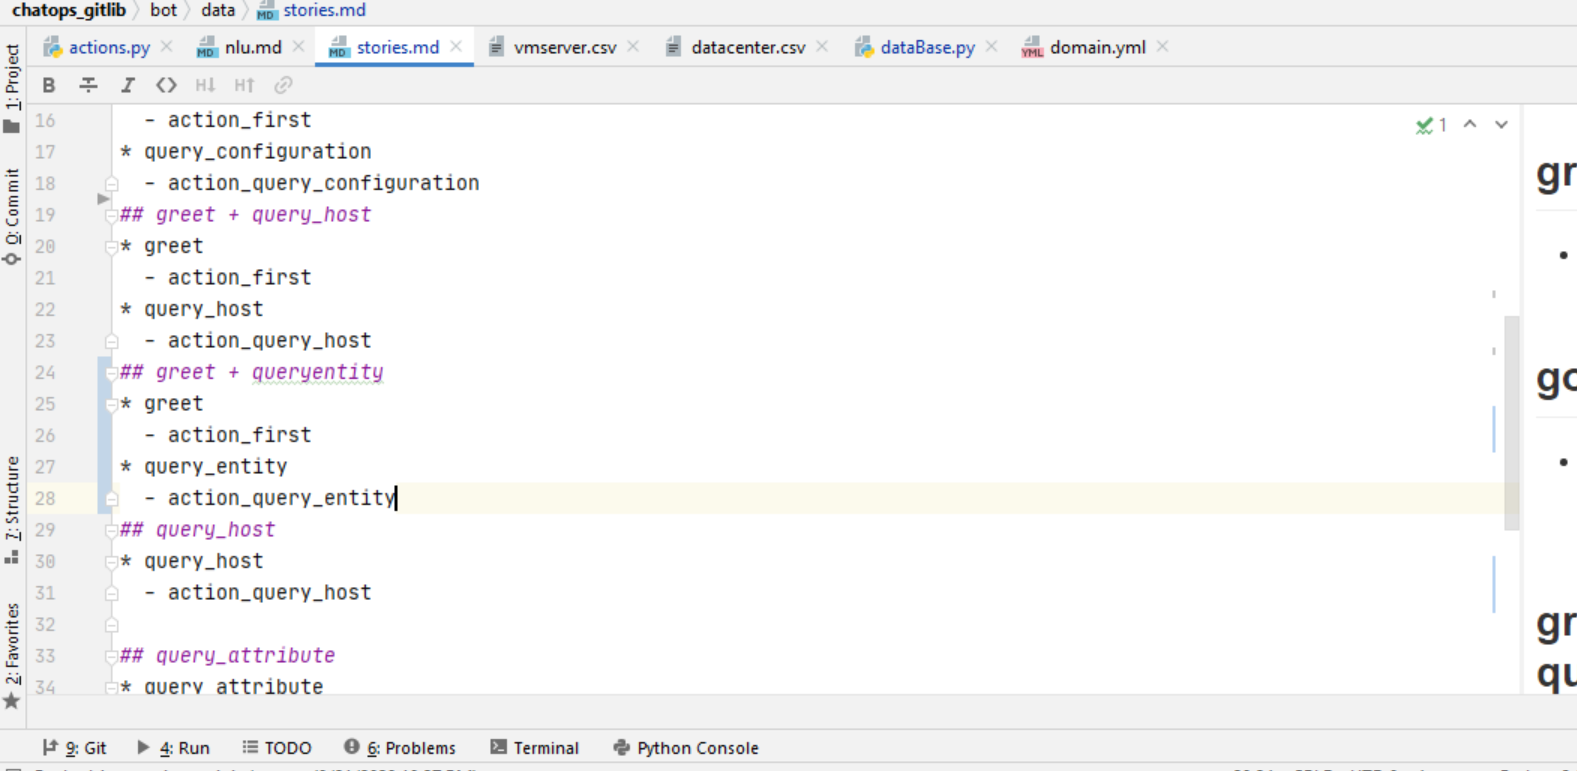 chatops_gitlib bot data stories.md
actions.py nlu.md stories.md vmserver.csv datacenter.csv dataBase.py domain.yml
1: Project
0: Commit
7: Structure
2: Favorites
B I <> H↓ H↑
1
16 - action_first
17 * query_configuration
18 - action_query_configuration
19 ## greet + query_host
20 * greet
21 - action_first
22 * query_host
23 - action_query_host
24 ## greet + queryentity
25 * greet
26 - action_first
27 * query_entity
28 - action_query_entity
29 ## query_host
30 * query_host
31 - action_query_host
32
33 ## query_attribute
34 * query_attribute
gr
go
gr
qu
9: Git 4: Run TODO 6: Problems Terminal Python Console